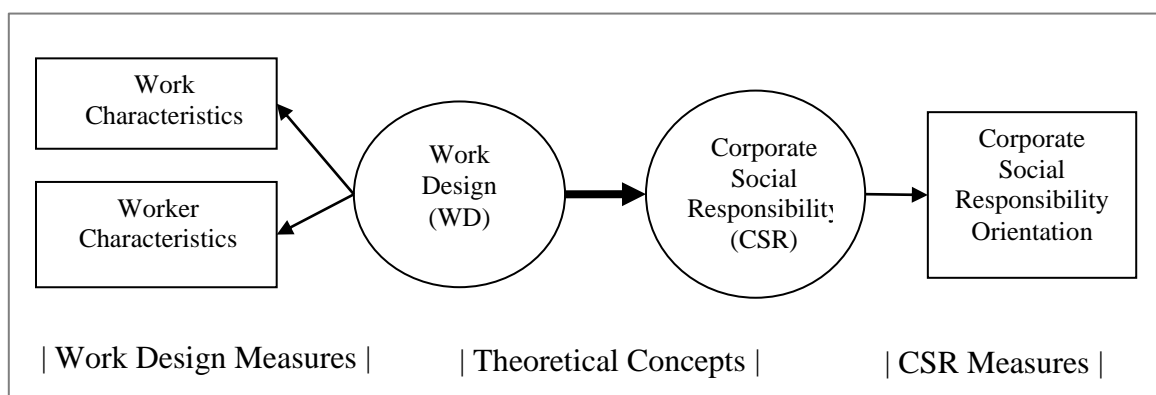 Work
Characteristics
Worker
Characteristics
Work
Design
(WD)
Corporate
Social
Responsibility
(CSR)
Corporate
Social
Responsibility
Orientation
| Work Design Measures |
| Theoretical Concepts |
| CSR Measures |